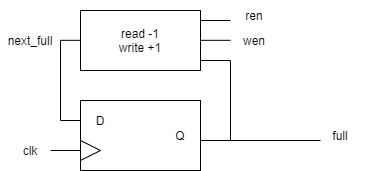 ren
read -1
write +1
next_full
wen
D
Q
full
clk